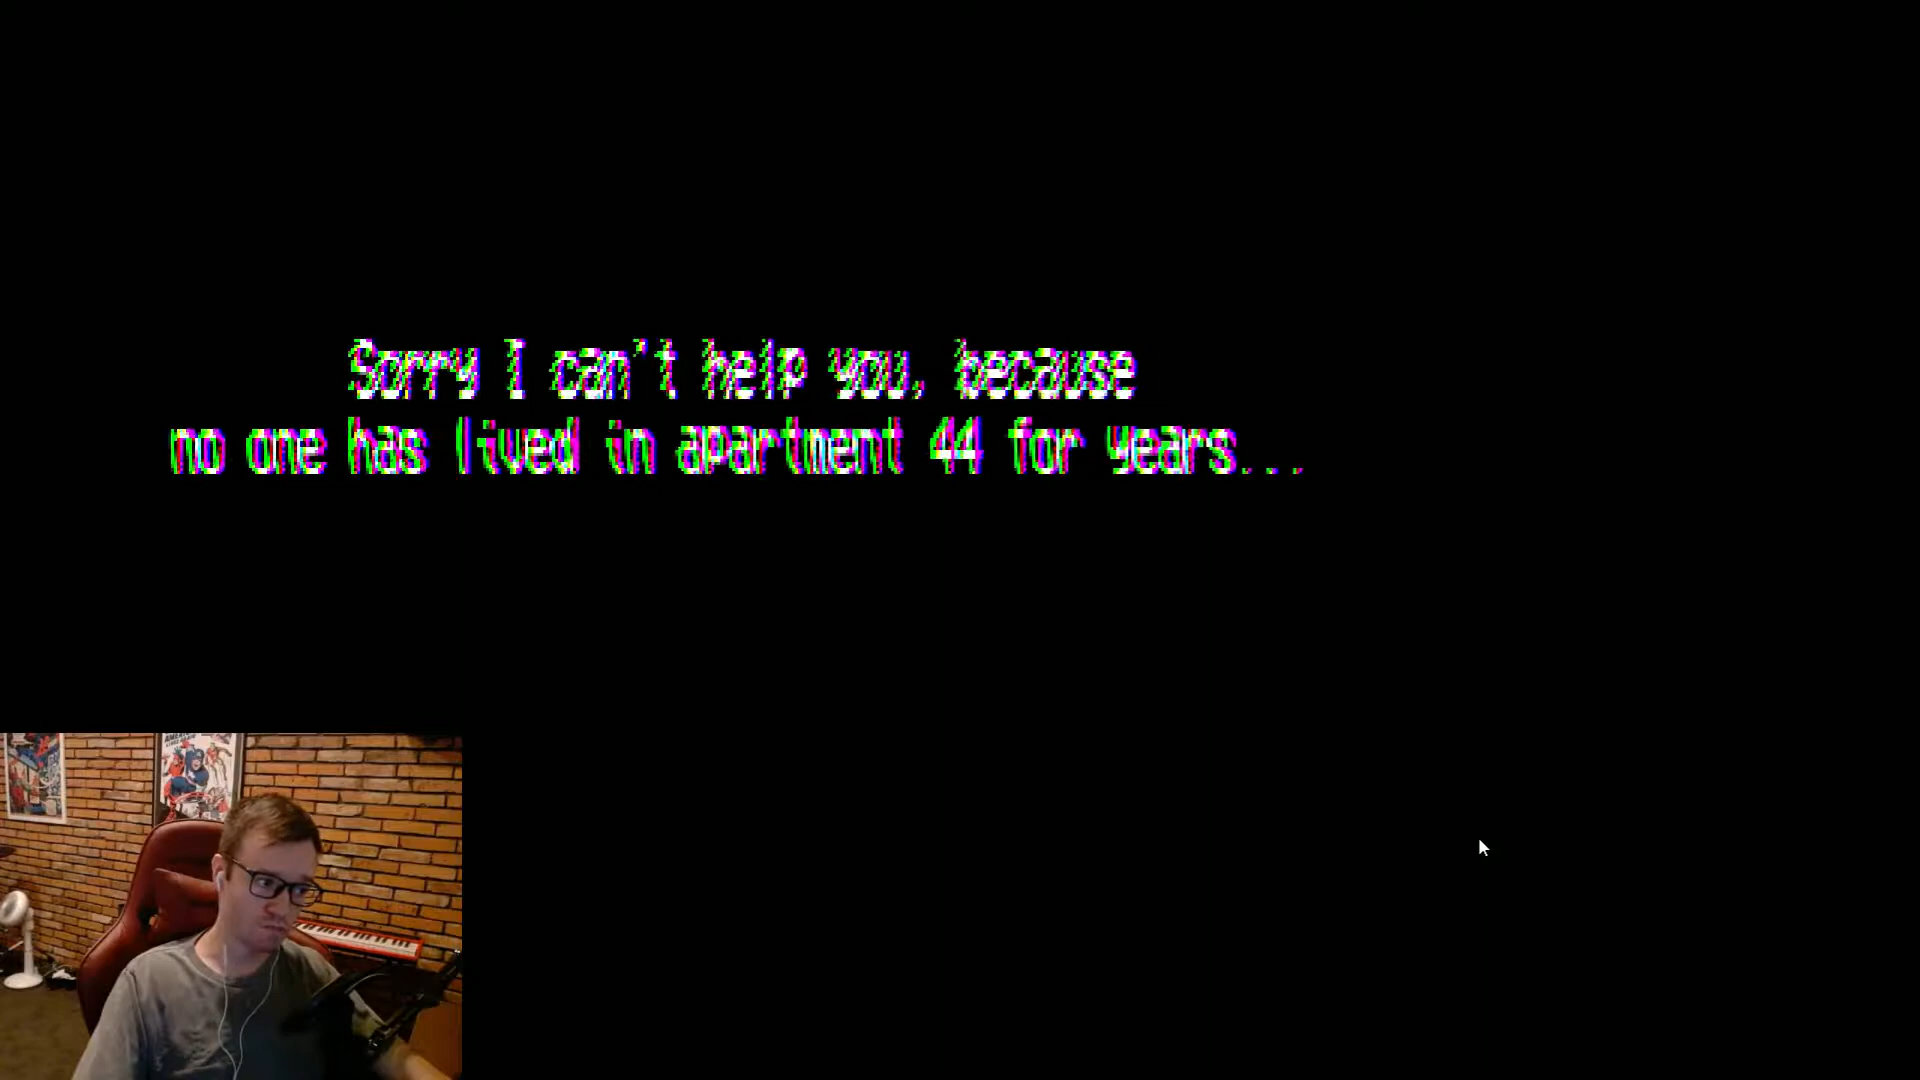 Sorry I can't help you, because
no one has lived in apartment 44 for years...